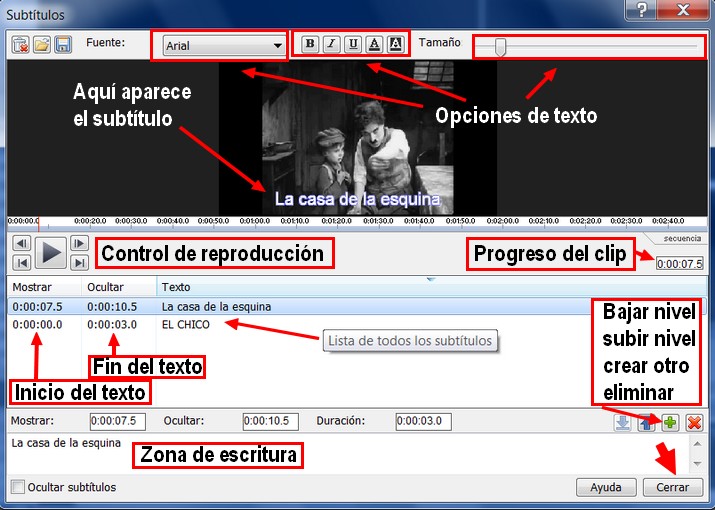 Subtítulos
Fuente: Arial B I U A A Tamaño
Aquí aparece
el subtítulo
Opciones de texto
La casa de la esquina
0:00:00.0 0:00:20.0 0:00:30.0 0:00:40.0 0:00:50.0 0:01:00.0 0:01:10.0 0:01:20.0 0:01:30.0 0:01:40.0 0:01:50.0 0:02:00.0 0:02:10.0 0:02:20.0 0:02:30.0 0:02:40.0
secuencia
Control de reproducción
Progreso del clip
0:00:07.5
Mostrar Ocultar Texto
0:00:07.5 0:00:10.5 La casa de la esquina
0:00:00.0 0:00:03.0 EL CHICO
Lista de todos los subtítulos
Bajar nivel
subir nivel
crear otro
eliminar
Fin del texto
Inicio del texto
Mostrar: 0:00:07.5 Ocultar: 0:00:10.5 Duración: 0:00:03.0
La casa de la esquina
Zona de escritura
Ocultar subtítulos
Ayuda Cerrar